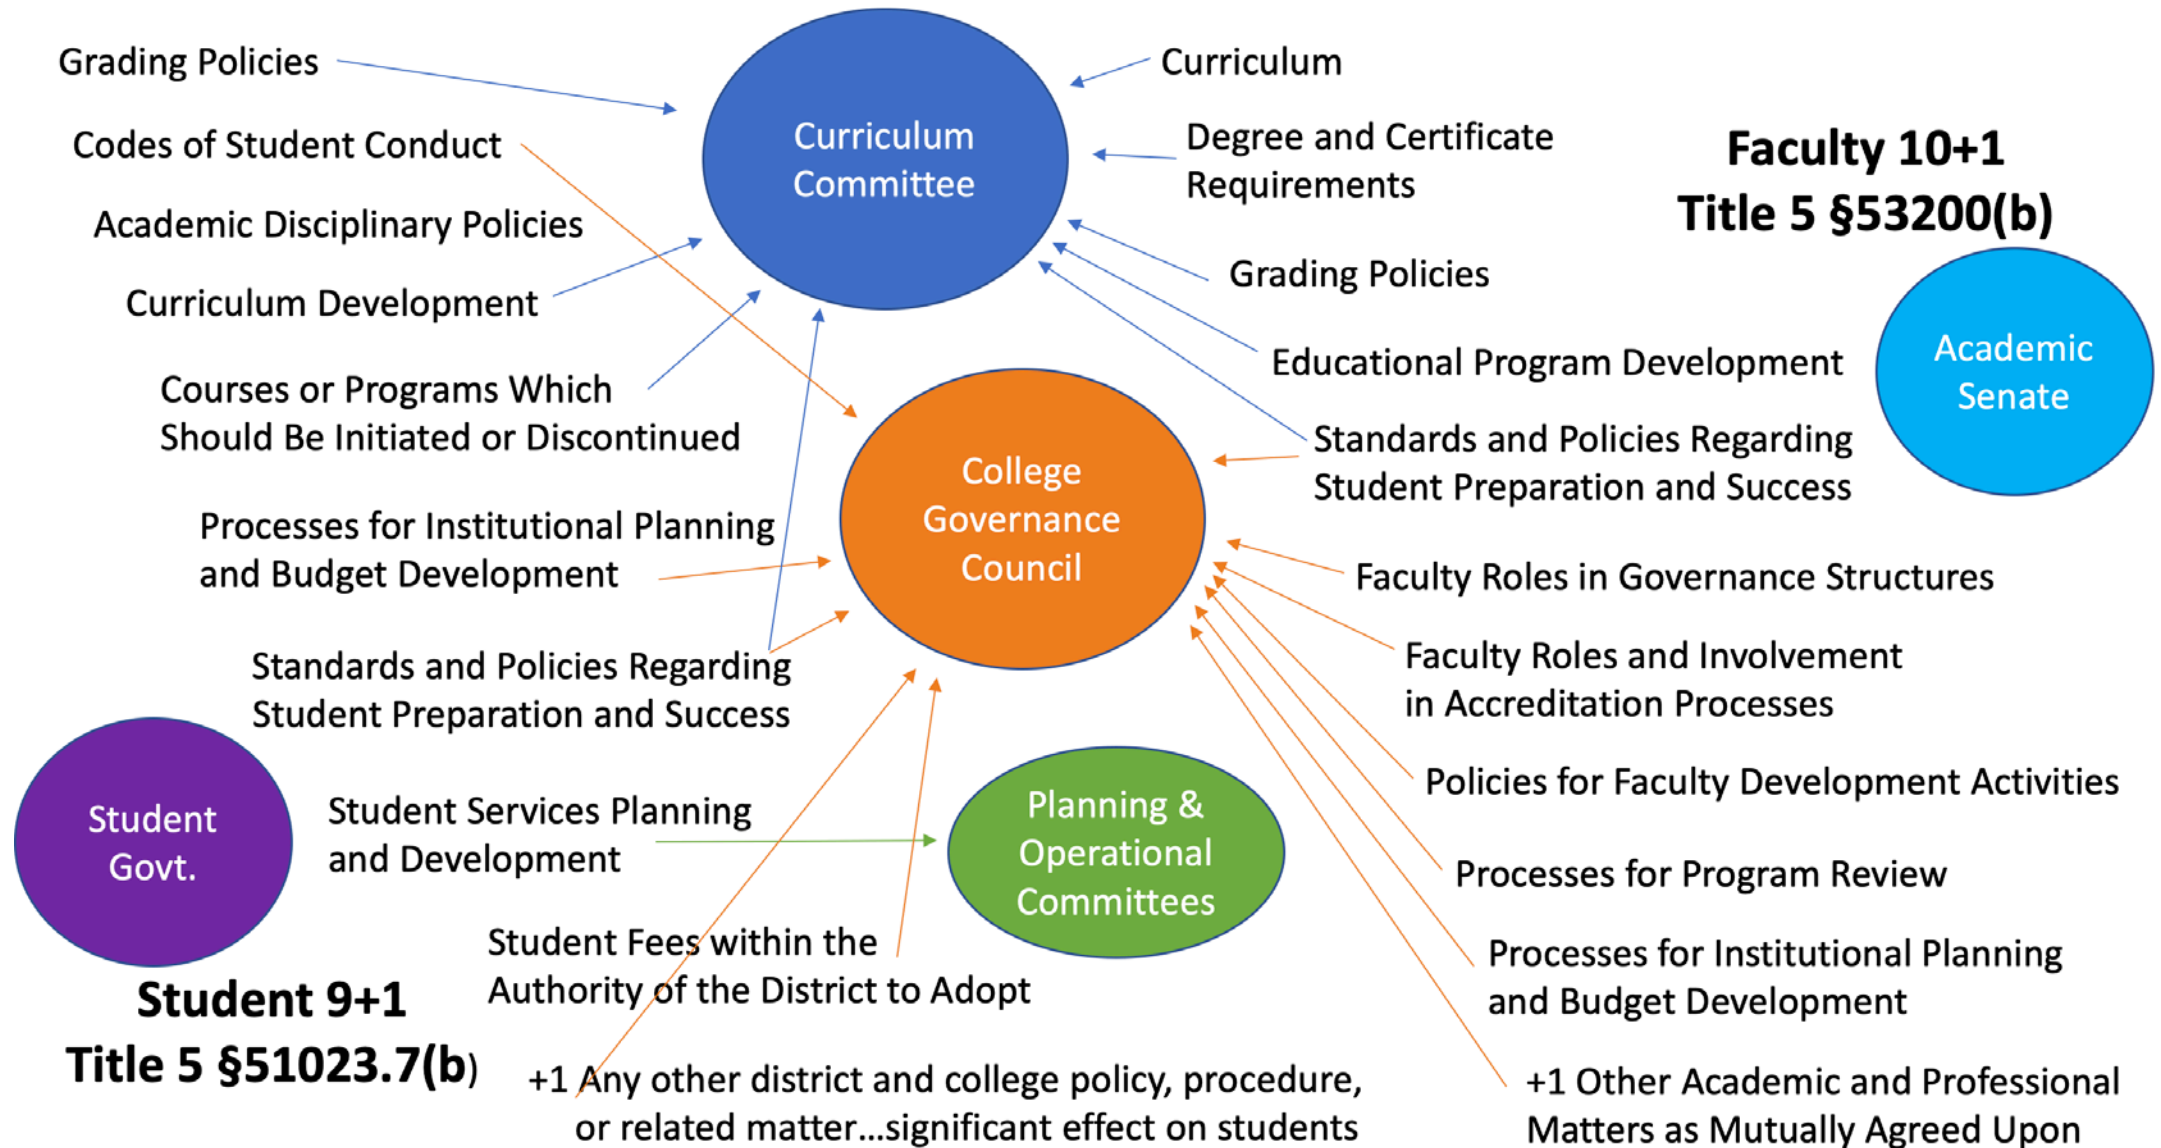 Grading Policies
Codes of Student Conduct
Academic Disciplinary Policies
Curriculum Development
Courses or Programs Which
Should Be Initiated or Discontinued
Processes for Institutional Planning
and Budget Development
Standards and Policies Regarding
Student Preparation and Success
Student Services Planning
and Development
Student Fees within the
Authority of the District to Adopt
+1 Any other district and college policy, procedure,
or related matter...significant effect on students
Student
Govt.
Student 9+1
Title 5 §51023.7(b)
Curriculum
Committee
College
Governance
Council
Planning &
Operational
Committees
Curriculum
Degree and Certificate
Requirements
Grading Policies
Educational Program Development
Standards and Policies Regarding
Student Preparation and Success
Faculty Roles in Governance Structures
Faculty Roles and Involvement
in Accreditation Processes
Policies for Faculty Development Activities
Processes for Program Review
Processes for Institutional Planning
and Budget Development
+1 Other Academic and Professional
Matters as Mutually Agreed Upon
Faculty 10+1
Title 5 §53200(b)
Academic
Senate